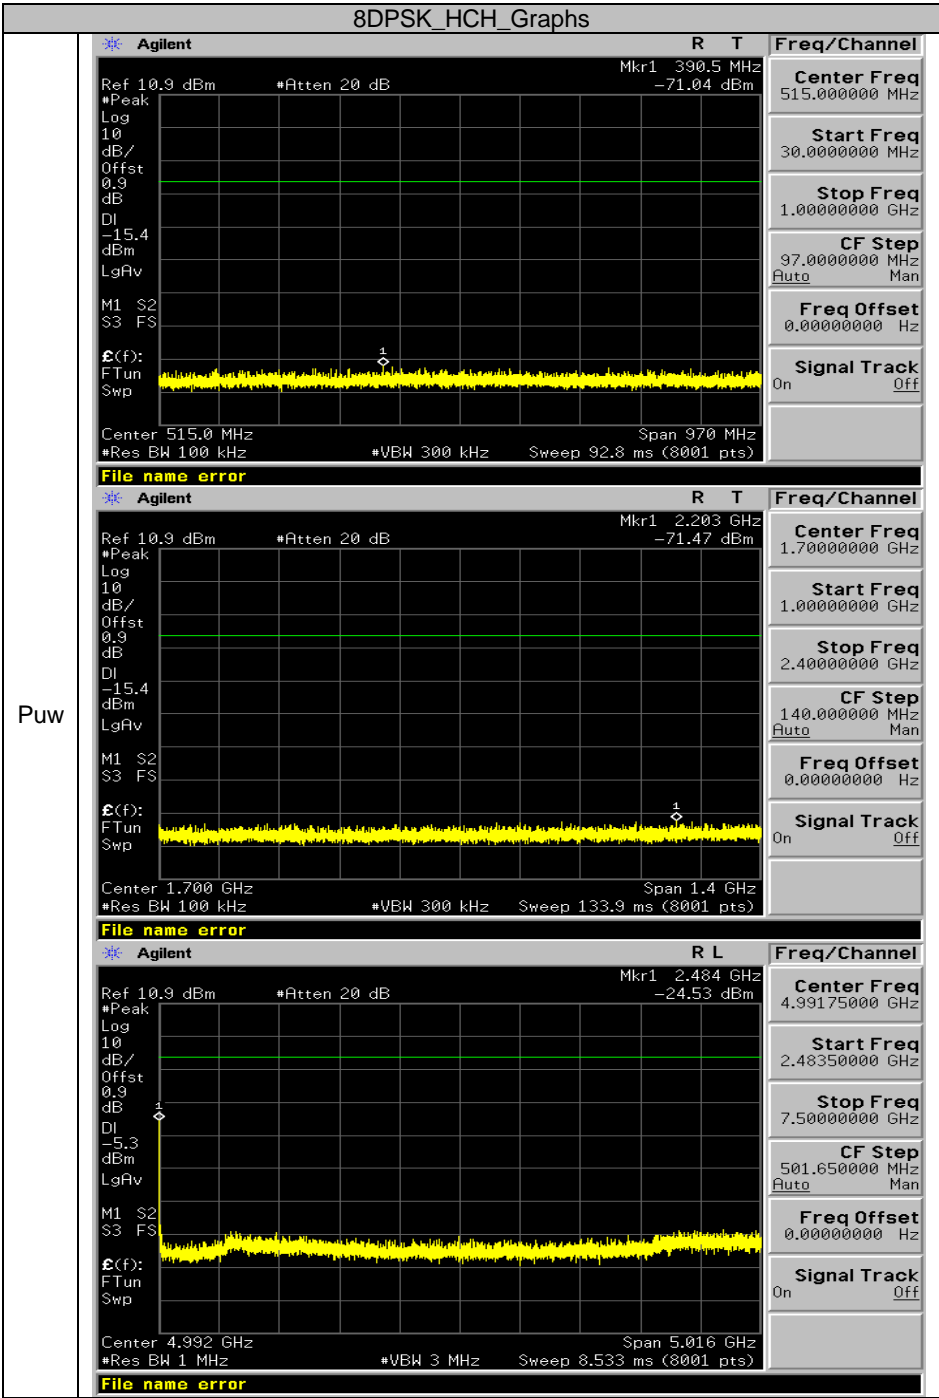 8DPSK_HCH_Graphs
Puw
Agilent R T Freq/Channel
Mkr1 390.5 MHz
Ref 10.9 dBm #Atten 20 dB -71.04 dBm
#Peak
Log
10
dB/
Offst
0.9
dB
DI
-15.4
dBm
LgAv
M1 S2
S3 FS
£(f):
FTun
Swp
1
Center 515.0 MHz Span 970 MHz
#Res BW 100 kHz #VBW 300 kHz Sweep 92.8 ms (8001 pts)
Center Freq
515.000000 MHz
Start Freq
30.0000000 MHz
Stop Freq
1.00000000 GHz
CF Step
97.0000000 MHz
Auto Man
Freq Offset
0.00000000 Hz
Signal Track
On Off
File name error
Agilent R T Freq/Channel
Mkr1 2.203 GHz
Ref 10.9 dBm #Atten 20 dB -71.47 dBm
#Peak
Log
10
dB/
Offst
0.9
dB
DI
-15.4
dBm
LgAv
M1 S2
S3 FS
£(f):
FTun
Swp
1
Center 1.700 GHz Span 1.4 GHz
#Res BW 100 kHz #VBW 300 kHz Sweep 133.9 ms (8001 pts)
Center Freq
1.70000000 GHz
Start Freq
1.00000000 GHz
Stop Freq
2.40000000 GHz
CF Step
140.000000 MHz
Auto Man
Freq Offset
0.00000000 Hz
Signal Track
On Off
File name error
Agilent R L Freq/Channel
Mkr1 2.484 GHz
Ref 10.9 dBm #Atten 20 dB -24.53 dBm
#Peak
Log
10
dB/
Offst
0.9
dB
DI
-5.3
dBm
LgAv
M1 S2
S3 FS
£(f):
FTun
Swp
1
Center 4.992 GHz Span 5.016 GHz
#Res BW 1 MHz #VBW 3 MHz Sweep 8.533 ms (8001 pts)
Center Freq
4.99175000 GHz
Start Freq
2.48350000 GHz
Stop Freq
7.50000000 GHz
CF Step
501.650000 MHz
Auto Man
Freq Offset
0.00000000 Hz
Signal Track
On Off
File name error